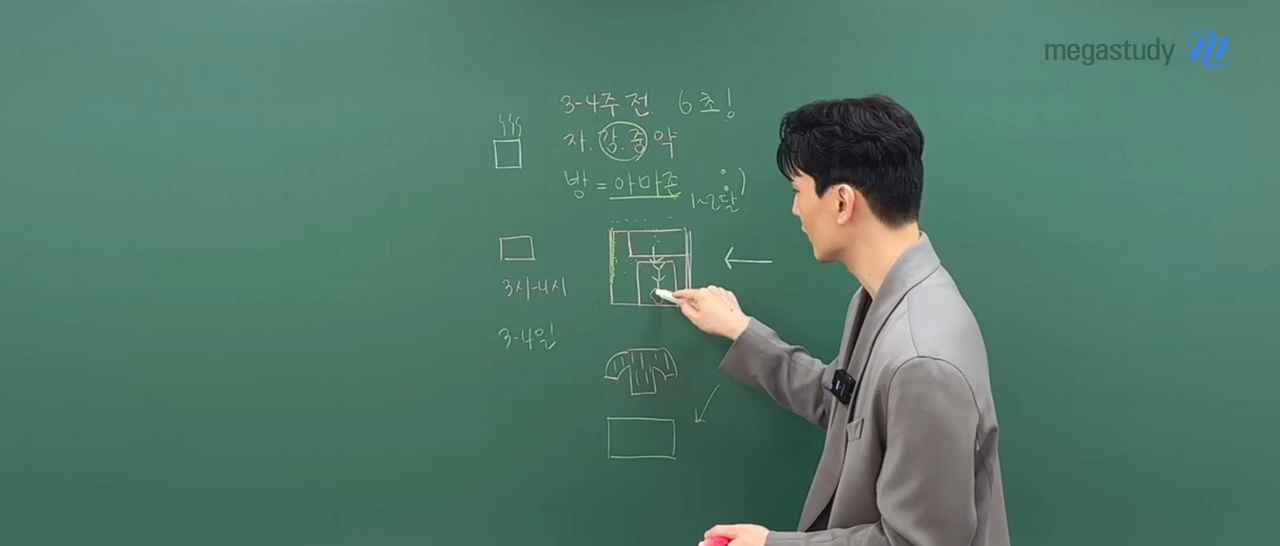 megastudy
3-4주 전. 6초!
자. 강. 중 약
방 = 아마존
1~2달
3시-4시
3-4일